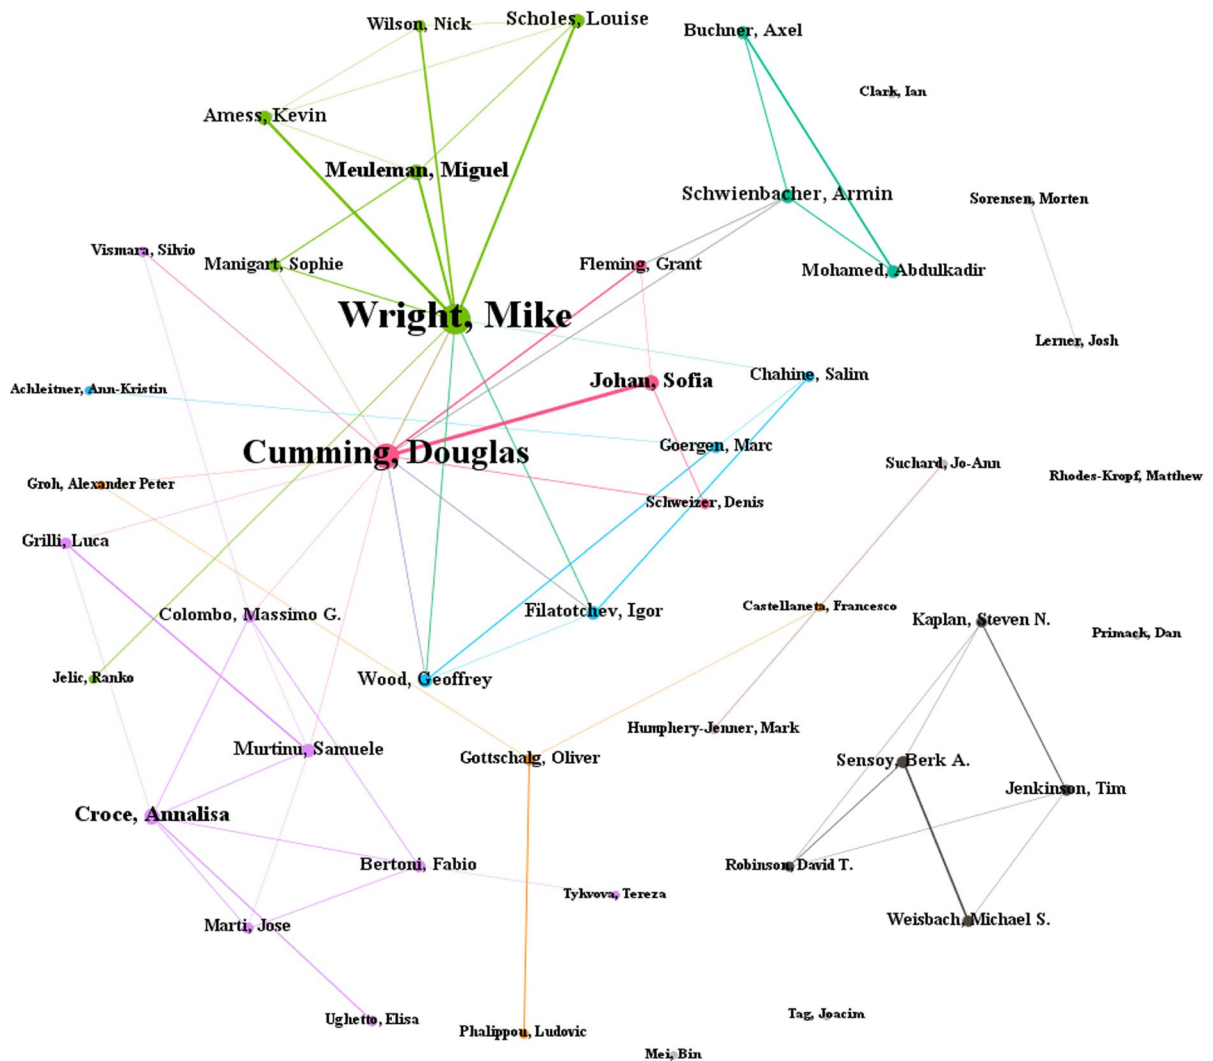 Scholes, Louise
Wilson, Nick
Buchner, Axel
Clark, Ian
Amess, Kevin
Meuleman, Miguel
Schwienbacher, Armin
Sorensen, Morten
Vismara, Silvio
Manigart, Sophie
Fleming, Grant
Mohamed, Abdulkadir
Wright, Mike
Lerner, Josh
Chahine, Salim
Johan, Sofia
Achleitner, Ann-Kristin
Goergen, Marc
Cumming, Douglas
Suchard, Jo-Ann
Rhodes-Kropf, Matthew
Groh, Alexander Peter
Schweizer, Denis
Grilli, Luca
Castellaneta, Francesco
Filatotchev, Igor
Colombo, Massimo G.
Kaplan, Steven N.
Primack, Dan
Jelic, Ranko
Wood, Geoffrey
Humphery-Jenner, Mark
Murtinu, Samuele
Gottschalg, Oliver
Sensoy, Berk A.
Jenkinson, Tim
Croce, Annalisa
Bertoni, Fabio
Robinson, David T.
Tykvova, Tereza
Weisbach, Michael S.
Marti, Jose
Tag, Joacim
Ughetto, Elisa
Phalippou, Ludovic
Mei, Bin